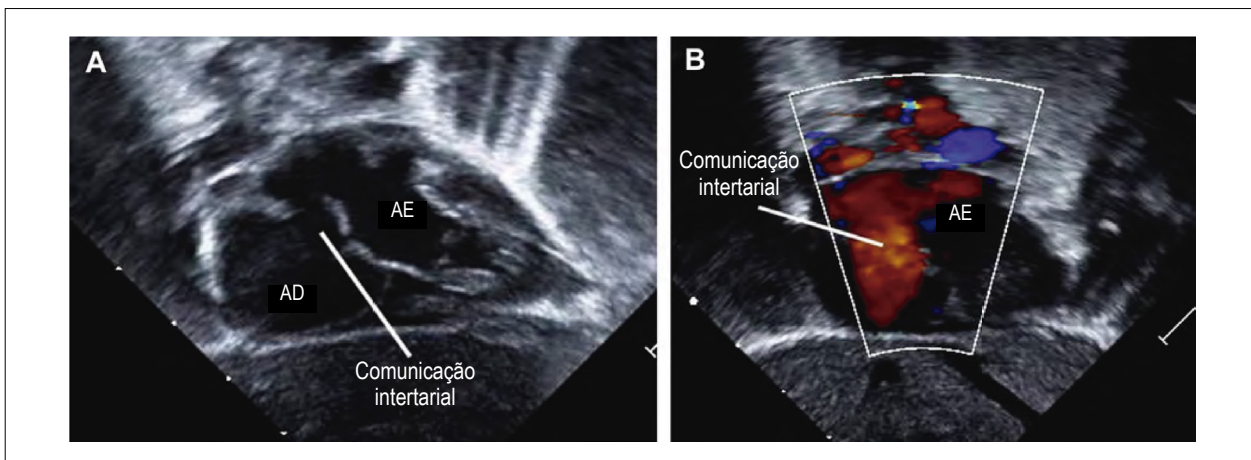 A
AE
AD
Comunicação
intertarial
B
Comunicação
intertarial
AE